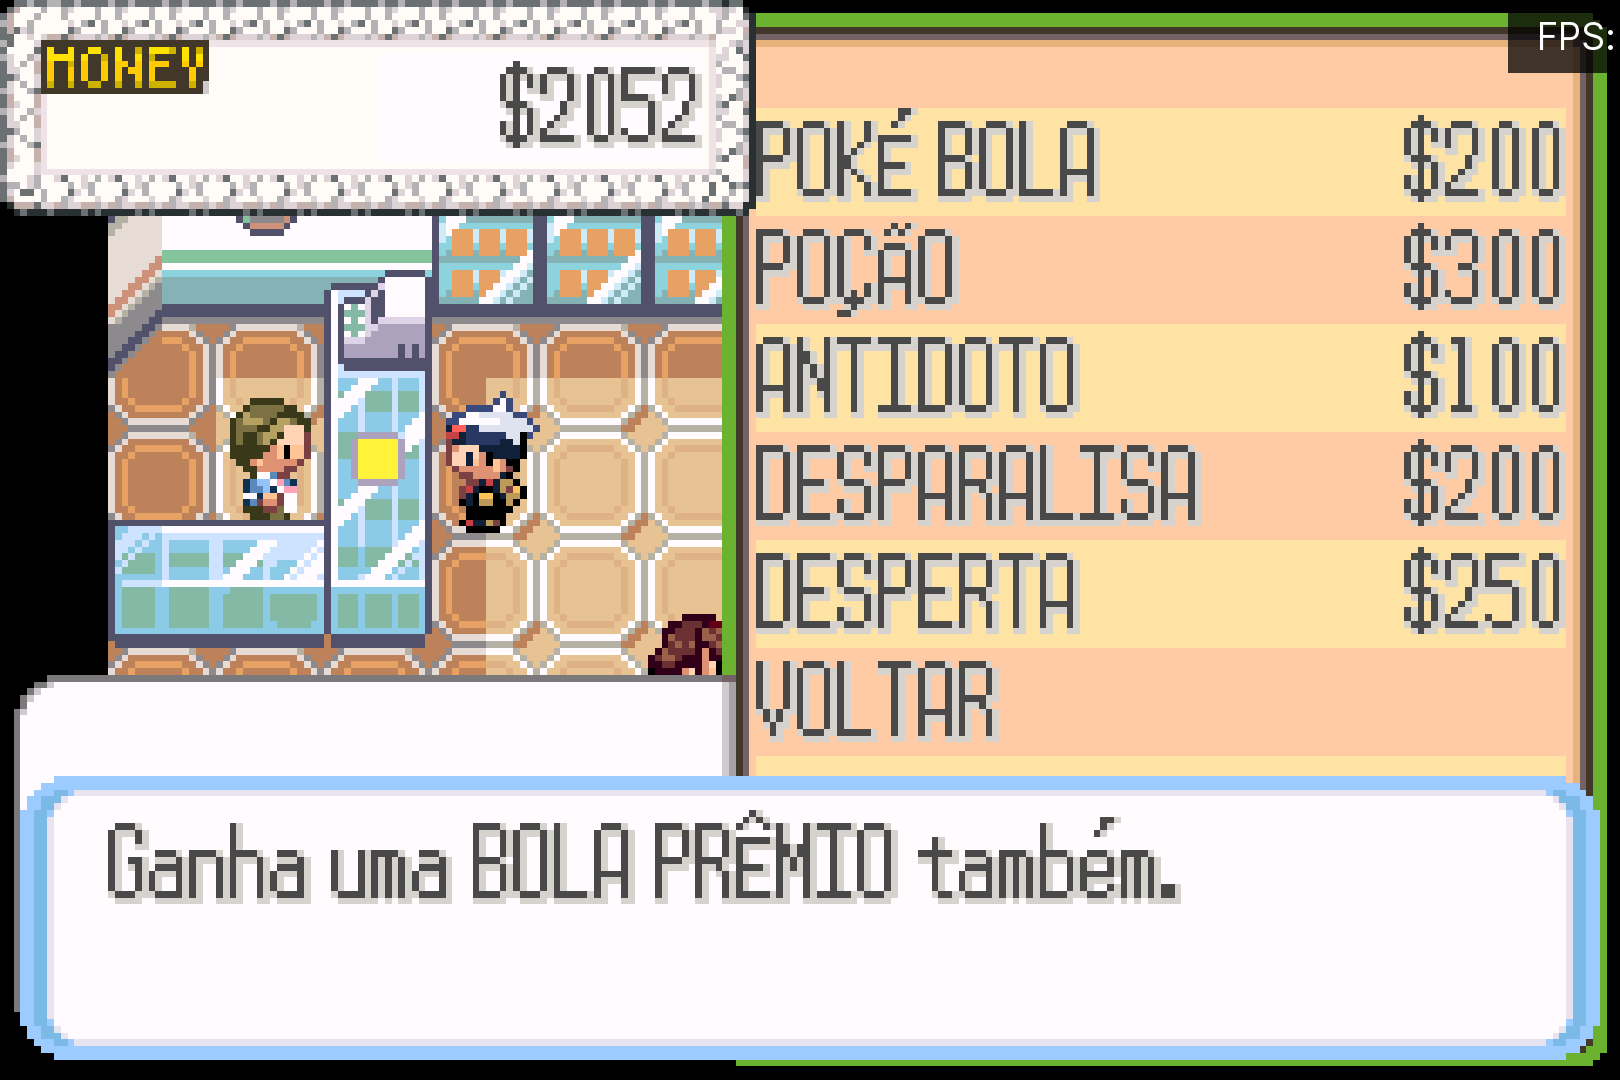 MONEY
$2052
FPS:
POKÉ BOLA $200
POÇÃO $300
ANTIDOTO $100
DESPARALISA $200
DESPERTA $250
VOLTAR
Ganha uma BOLA PRÊMIO também.